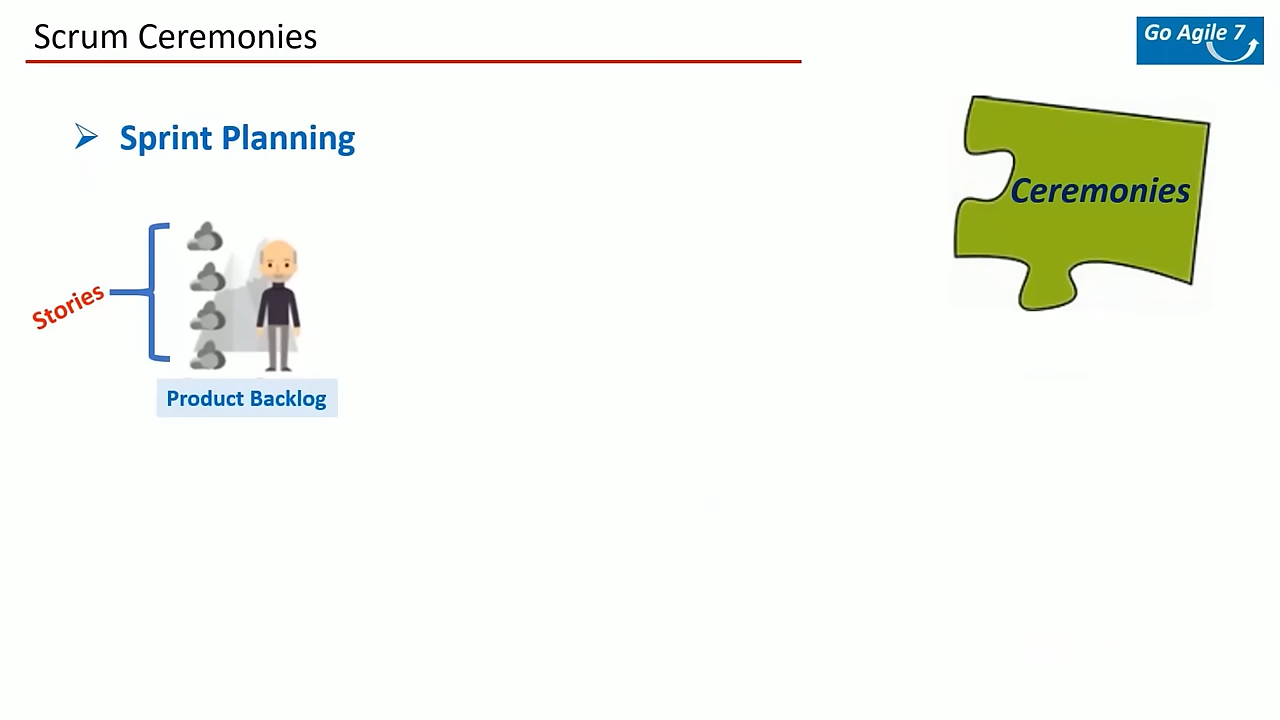 Scrum Ceremonies
Go Agile 7
Sprint Planning
Ceremonies
Stories
Product Backlog